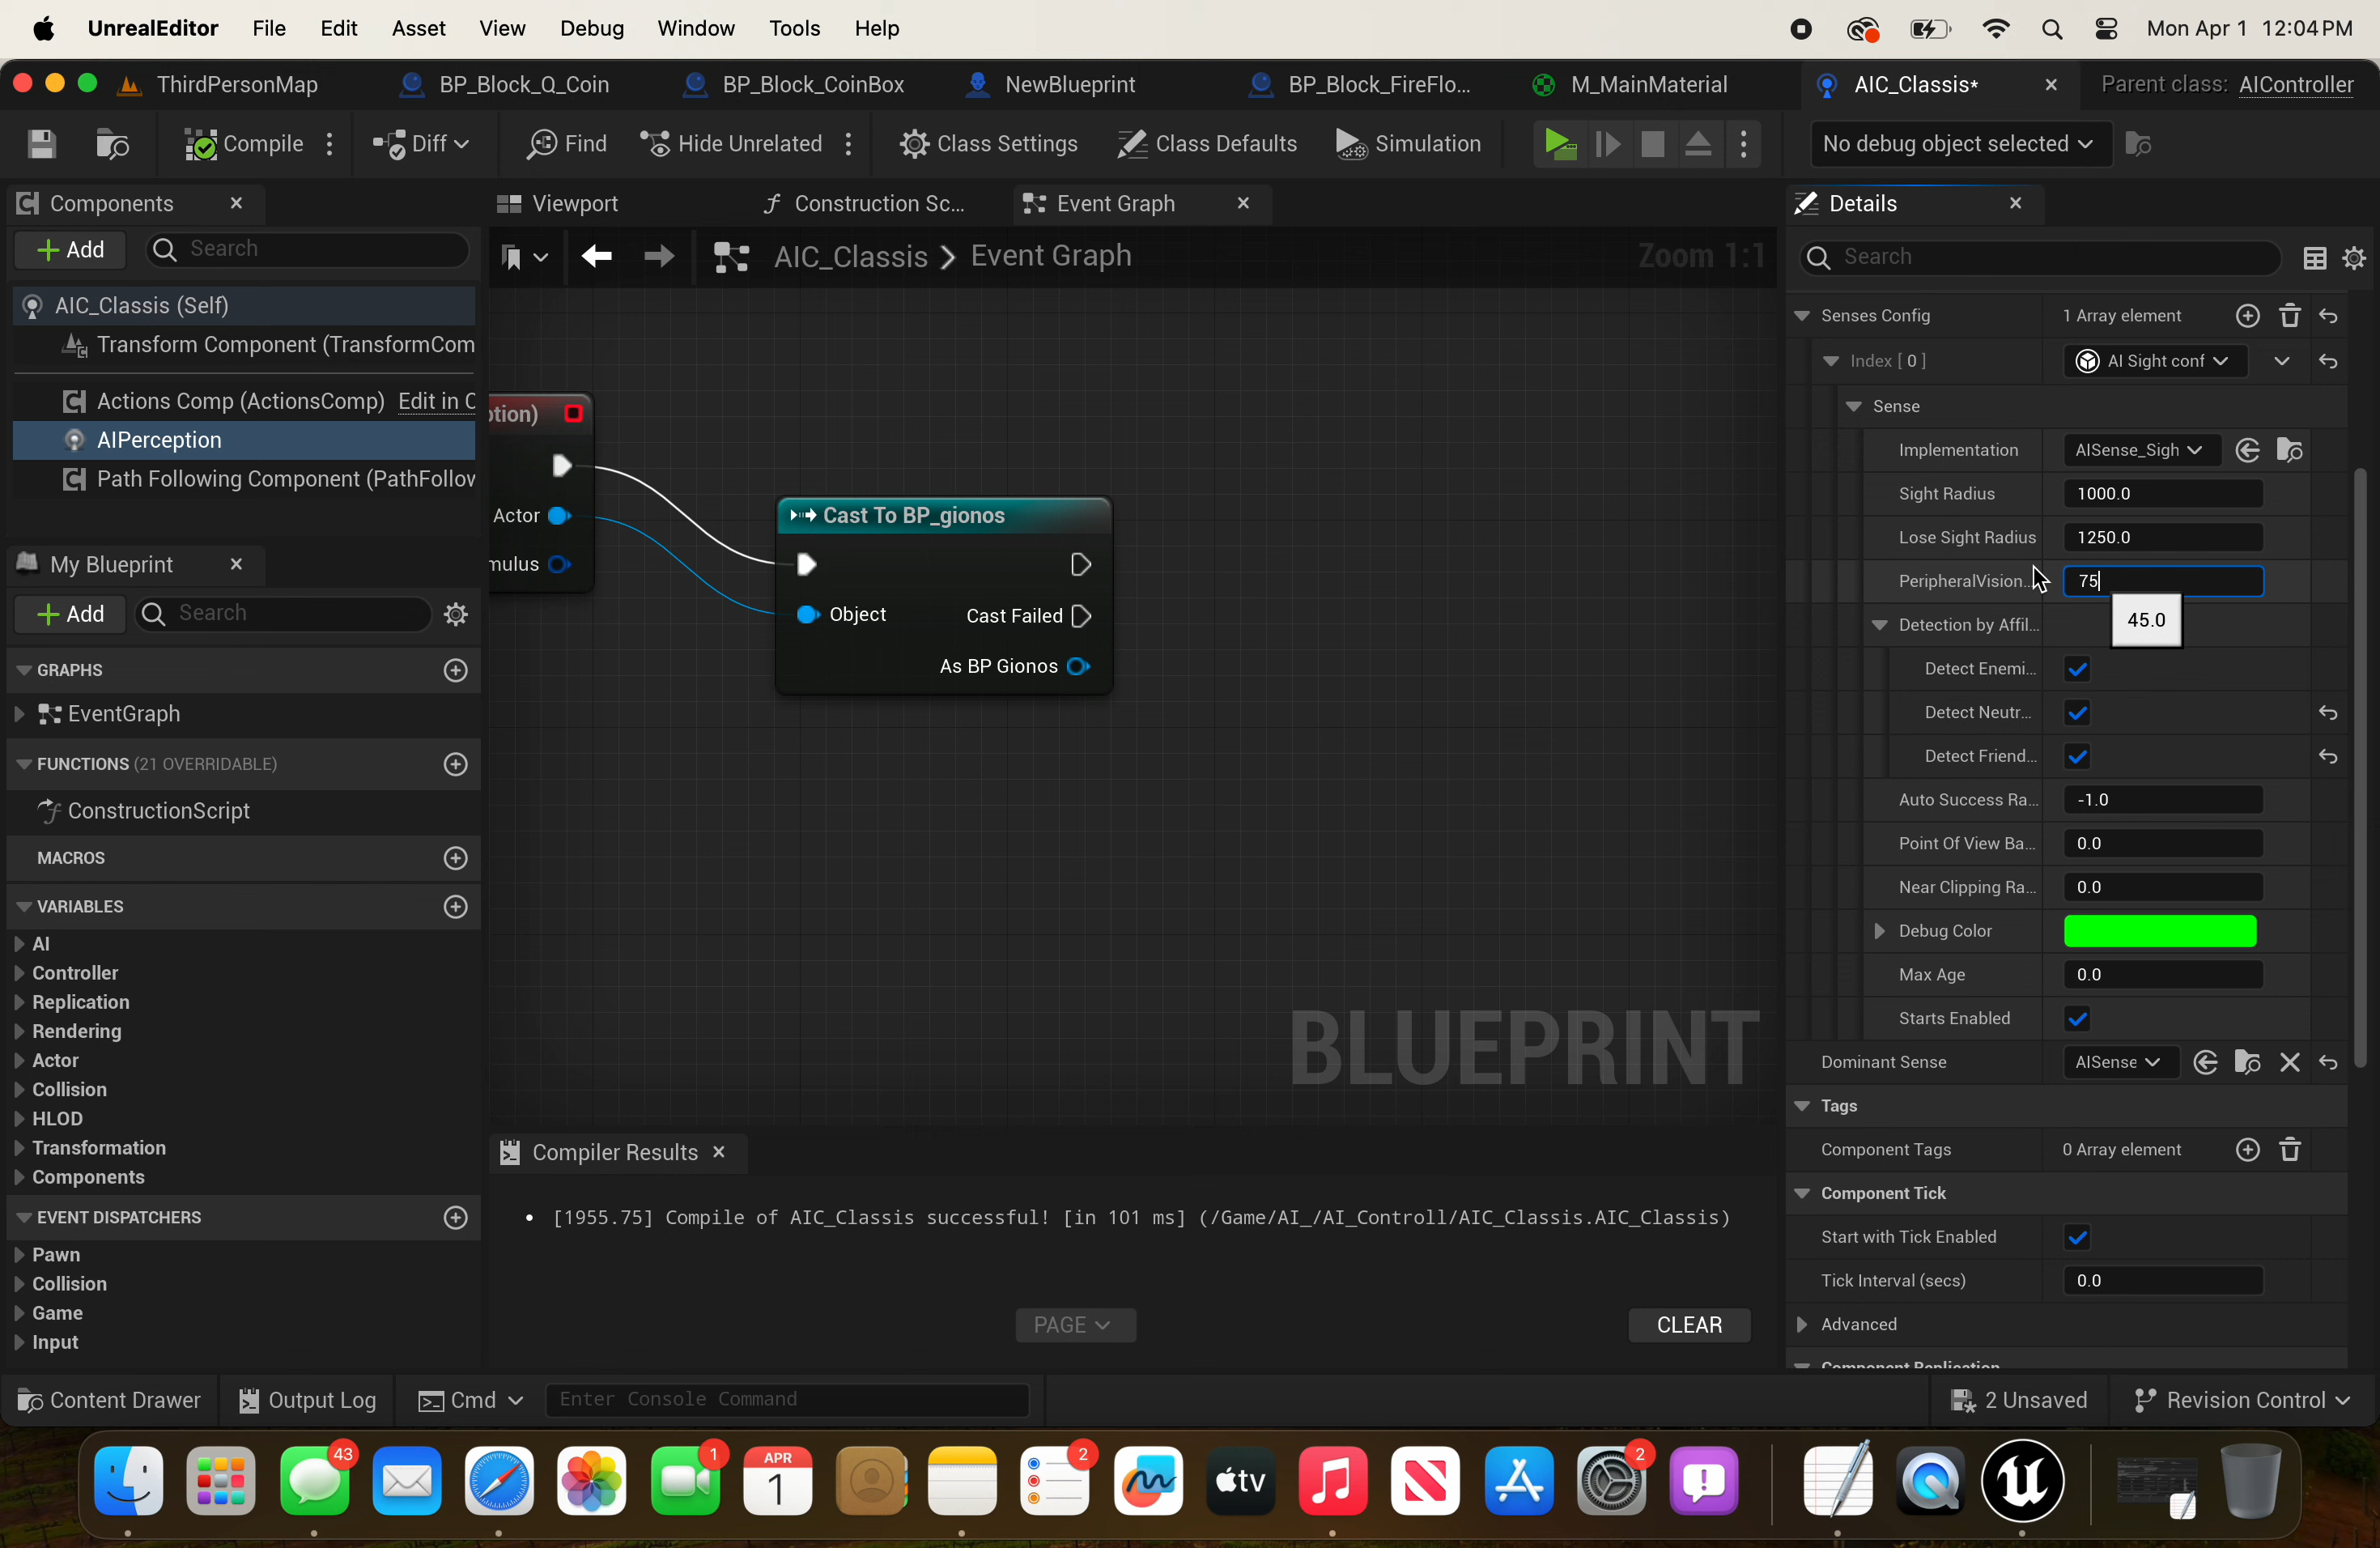 UnrealEditor File Edit Asset View Debug Window Tools Help Mon Apr 1 12:04 PM
ThirdPersonMap BP_Block_Q_Coin BP_Block_CoinBox NewBlueprint BP_Block_FireFlo... M_MainMaterial AIC_Classis* Parent class: AIController
Compile Diff Find Hide Unrelated Class Settings Class Defaults Simulation No debug object selected
Components Viewport Construction Sc... Event Graph Details
Add Search AIC_Classis > Event Graph Zoom 1:1 Search
AIC_Classis (Self)
Transform Component (TransformCom
Actions Comp (ActionsComp) Edit in C
AIPerception
Path Following Component (PathFollow
My Blueprint
Add Search
GRAPHS
EventGraph
FUNCTIONS (21 OVERRIDABLE)
ConstructionScript
MACROS
VARIABLES
AI
Controller
Replication
Rendering
Actor
Collision
HLOD
Transformation
Components
EVENT DISPATCHERS
Pawn
Collision
Game
Input
ption)
Actor
mulus
Cast To BP_gionos
Object Cast Failed
As BP Gionos
BLUEPRINT
Compiler Results
• [1955.75] Compile of AIC_Classis successful! [in 101 ms] (/Game/AI_/AI_Controll/AIC_Classis.AIC_Classis)
PAGE CLEAR
Senses Config 1 Array element
Index [ 0 ] AI Sight conf
Sense
Implementation AISense_Sigh
Sight Radius 1000.0
Lose Sight Radius 1250.0
PeripheralVision... 75
Detection by Affil... 45.0
Detect Enemi...
Detect Neutr...
Detect Friend...
Auto Success Ra... -1.0
Point Of View Ba... 0.0
Near Clipping Ra... 0.0
Debug Color
Max Age 0.0
Starts Enabled
Dominant Sense AISense
Tags
Component Tags 0 Array element
Component Tick
Start with Tick Enabled
Tick Interval (secs) 0.0
Advanced
Component Replication
Content Drawer Output Log Cmd Enter Console Command 2 Unsaved Revision Control
43 1 APR 1 2 tv 2